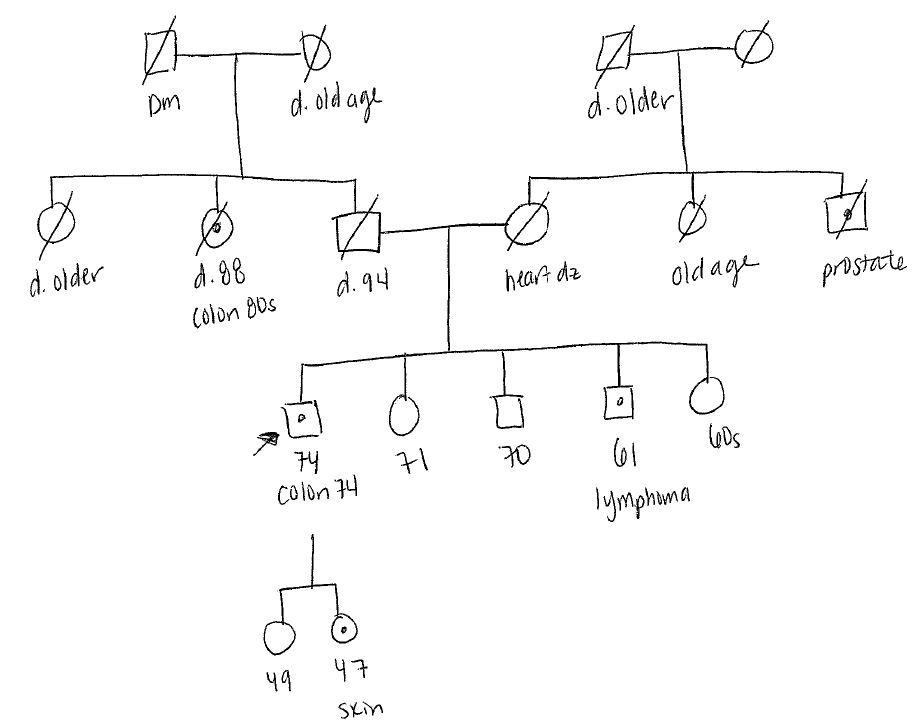 Dm
d. old age
d. older
d. older
d. 88
colon 80s
d. 94
heart dz
old age
prostate
74
colon 74
71
70
61
lymphoma
60s
49
47
skin